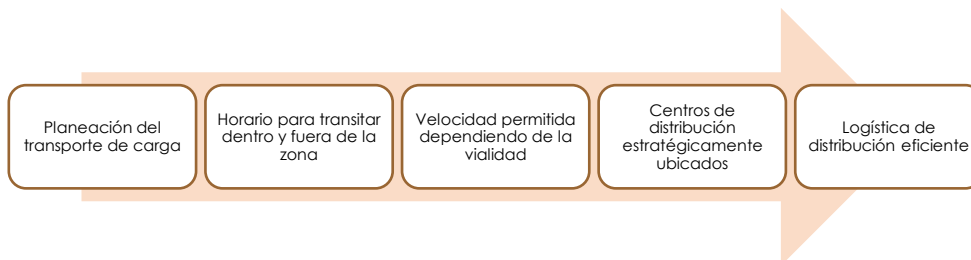 Planeación del
transporte de carga
Horario para transitar
dentro y fuera de la
zona
Velocidad permitida
dependiendo de la
vialidad
Centros de
distribución
estratégicamente
ubicados
Logística de
distribución eficiente